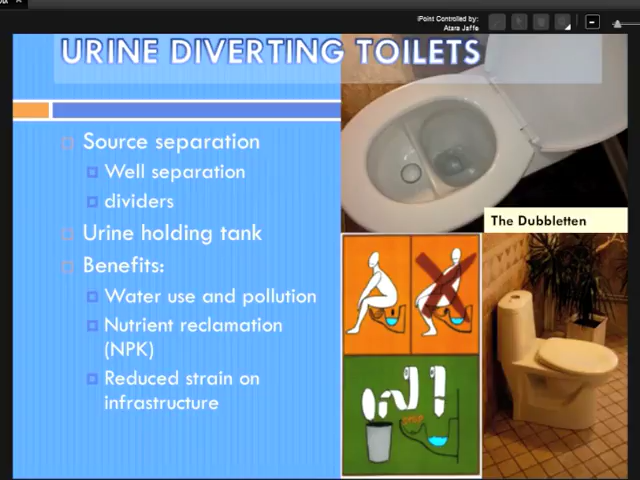 iPoint Controlled by:
Atara Jaffe
URINE DIVERTING TOILETS
Source separation
Well separation
dividers
Urine holding tank
Benefits:
Water use and pollution
Nutrient reclamation
(NPK)
Reduced strain on
infrastructure
The Dubbletten